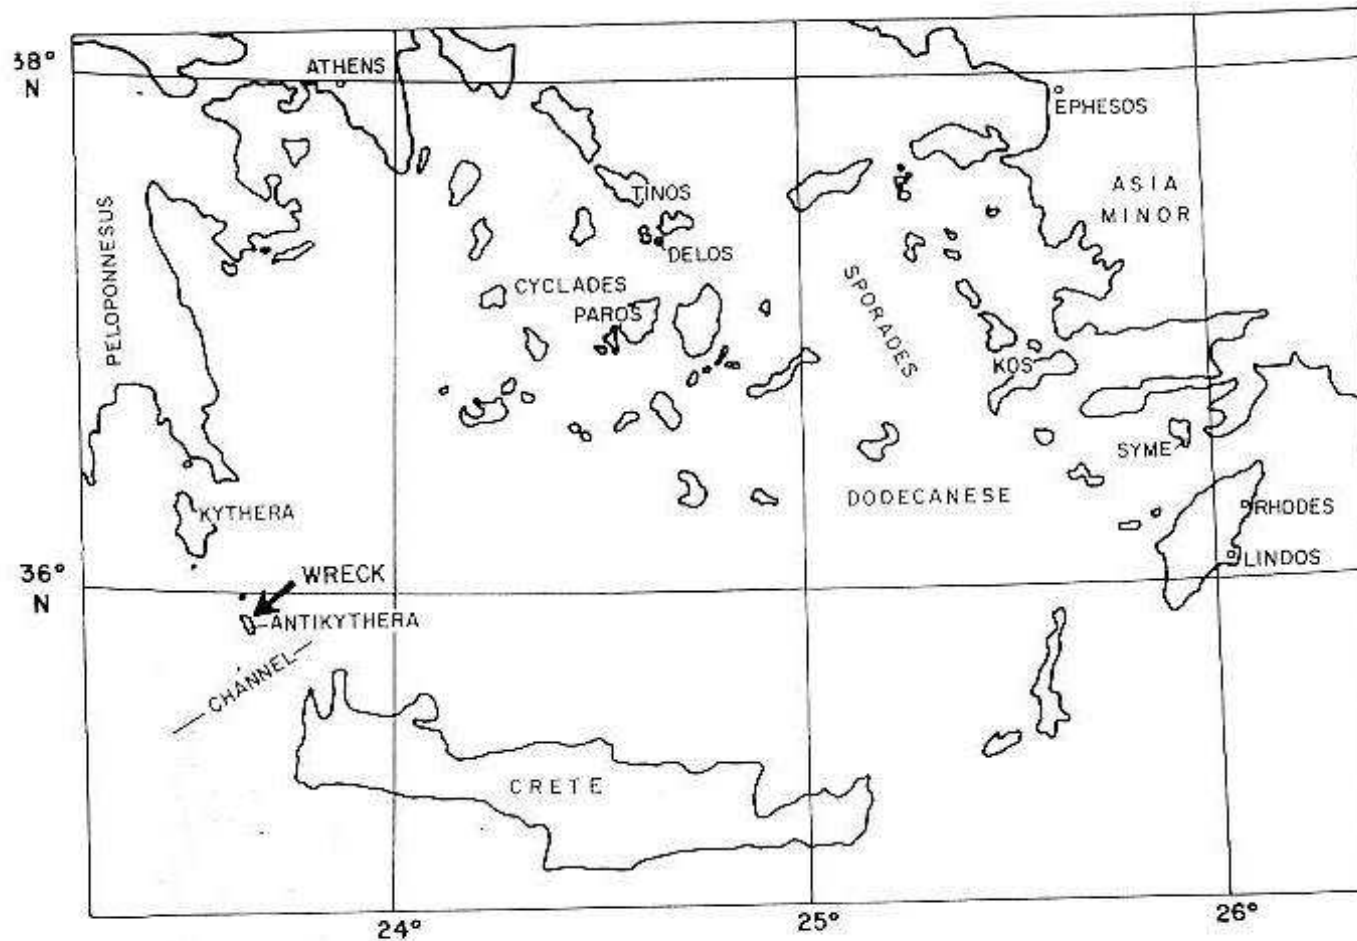 38°
N
ATHENS
EPHESOS
ASIA
MINOR
TINOS
DELOS
PELOPONNESUS
CYCLADES
PAROS
SPORADES
KOS
SYME
DODECANESE
KYTHERA
RHODES
LINDOS
36°
N
WRECK
ANTIKYTHERA
CHANNEL
CRETE
24°
25°
26°